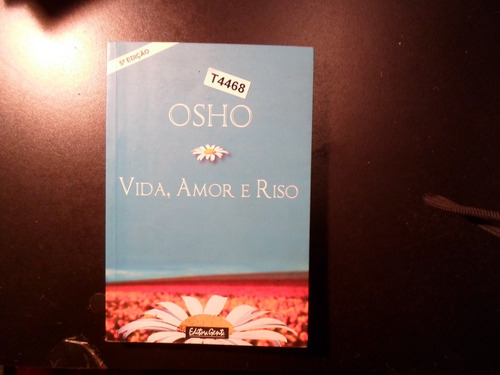 5ª EDIÇÃO
T4468
OSHO
VIDA, AMOR E RISO
Editora Gente